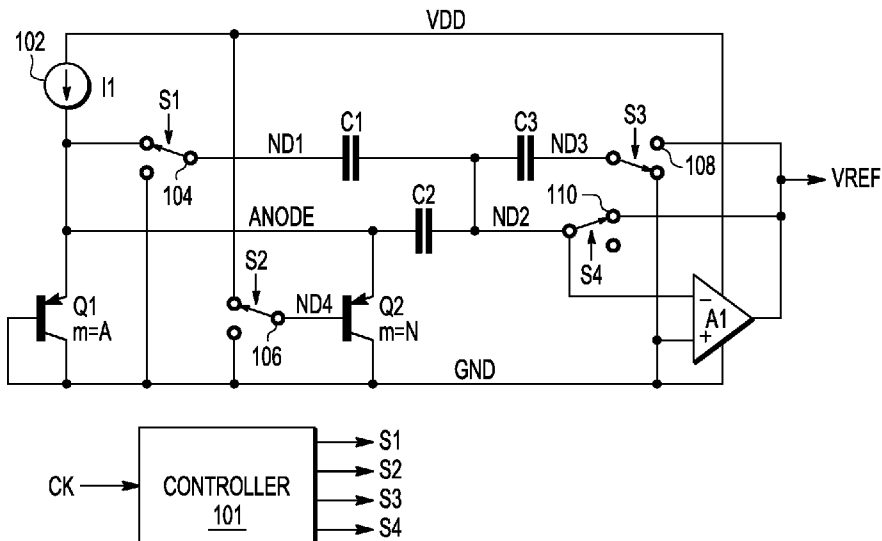 VDD
102
I1
S1
C1
C3
S3
ND1
ND3
108
104
110
VREF
C2
ANODE
ND2
S2
S4
Q1
m=A
ND4
Q2
m=N
−
A1
+
106
GND
CK
CONTROLLER
101
S1
S2
S3
S4